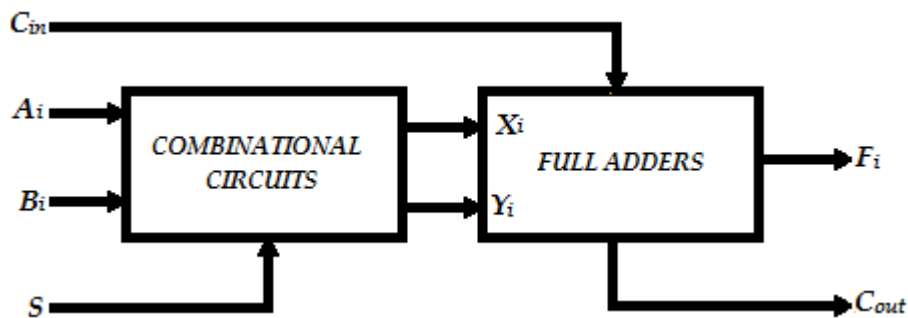 Cin
Ai
Bi
S
COMBINATIONAL
CIRCUITS
Xi
Yi
FULL ADDERS
Fi
Cout